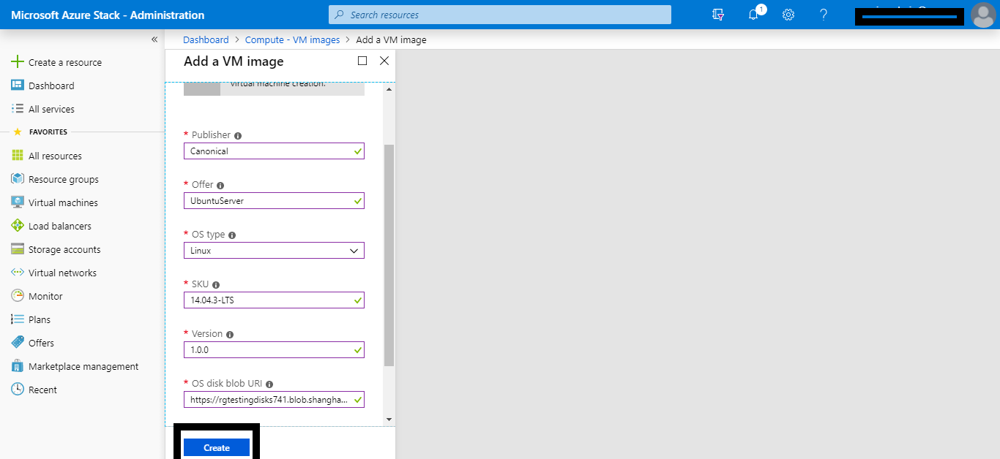 Microsoft Azure Stack - Administration
Search resources
1
«
Dashboard > Compute - VM images > Add a VM image
Create a resource
Dashboard
All services
FAVORITES
All resources
Resource groups
Virtual machines
Load balancers
Storage accounts
Virtual networks
Monitor
Plans
Offers
Marketplace management
Recent
Add a VM image
virtual machine creation.
* Publisher
Canonical
* Offer
UbuntuServer
* OS type
Linux
* SKU
14.04.3-LTS
* Version
1.0.0
* OS disk blob URI
https://rgtestingdisks741.blob.shangha...
Create